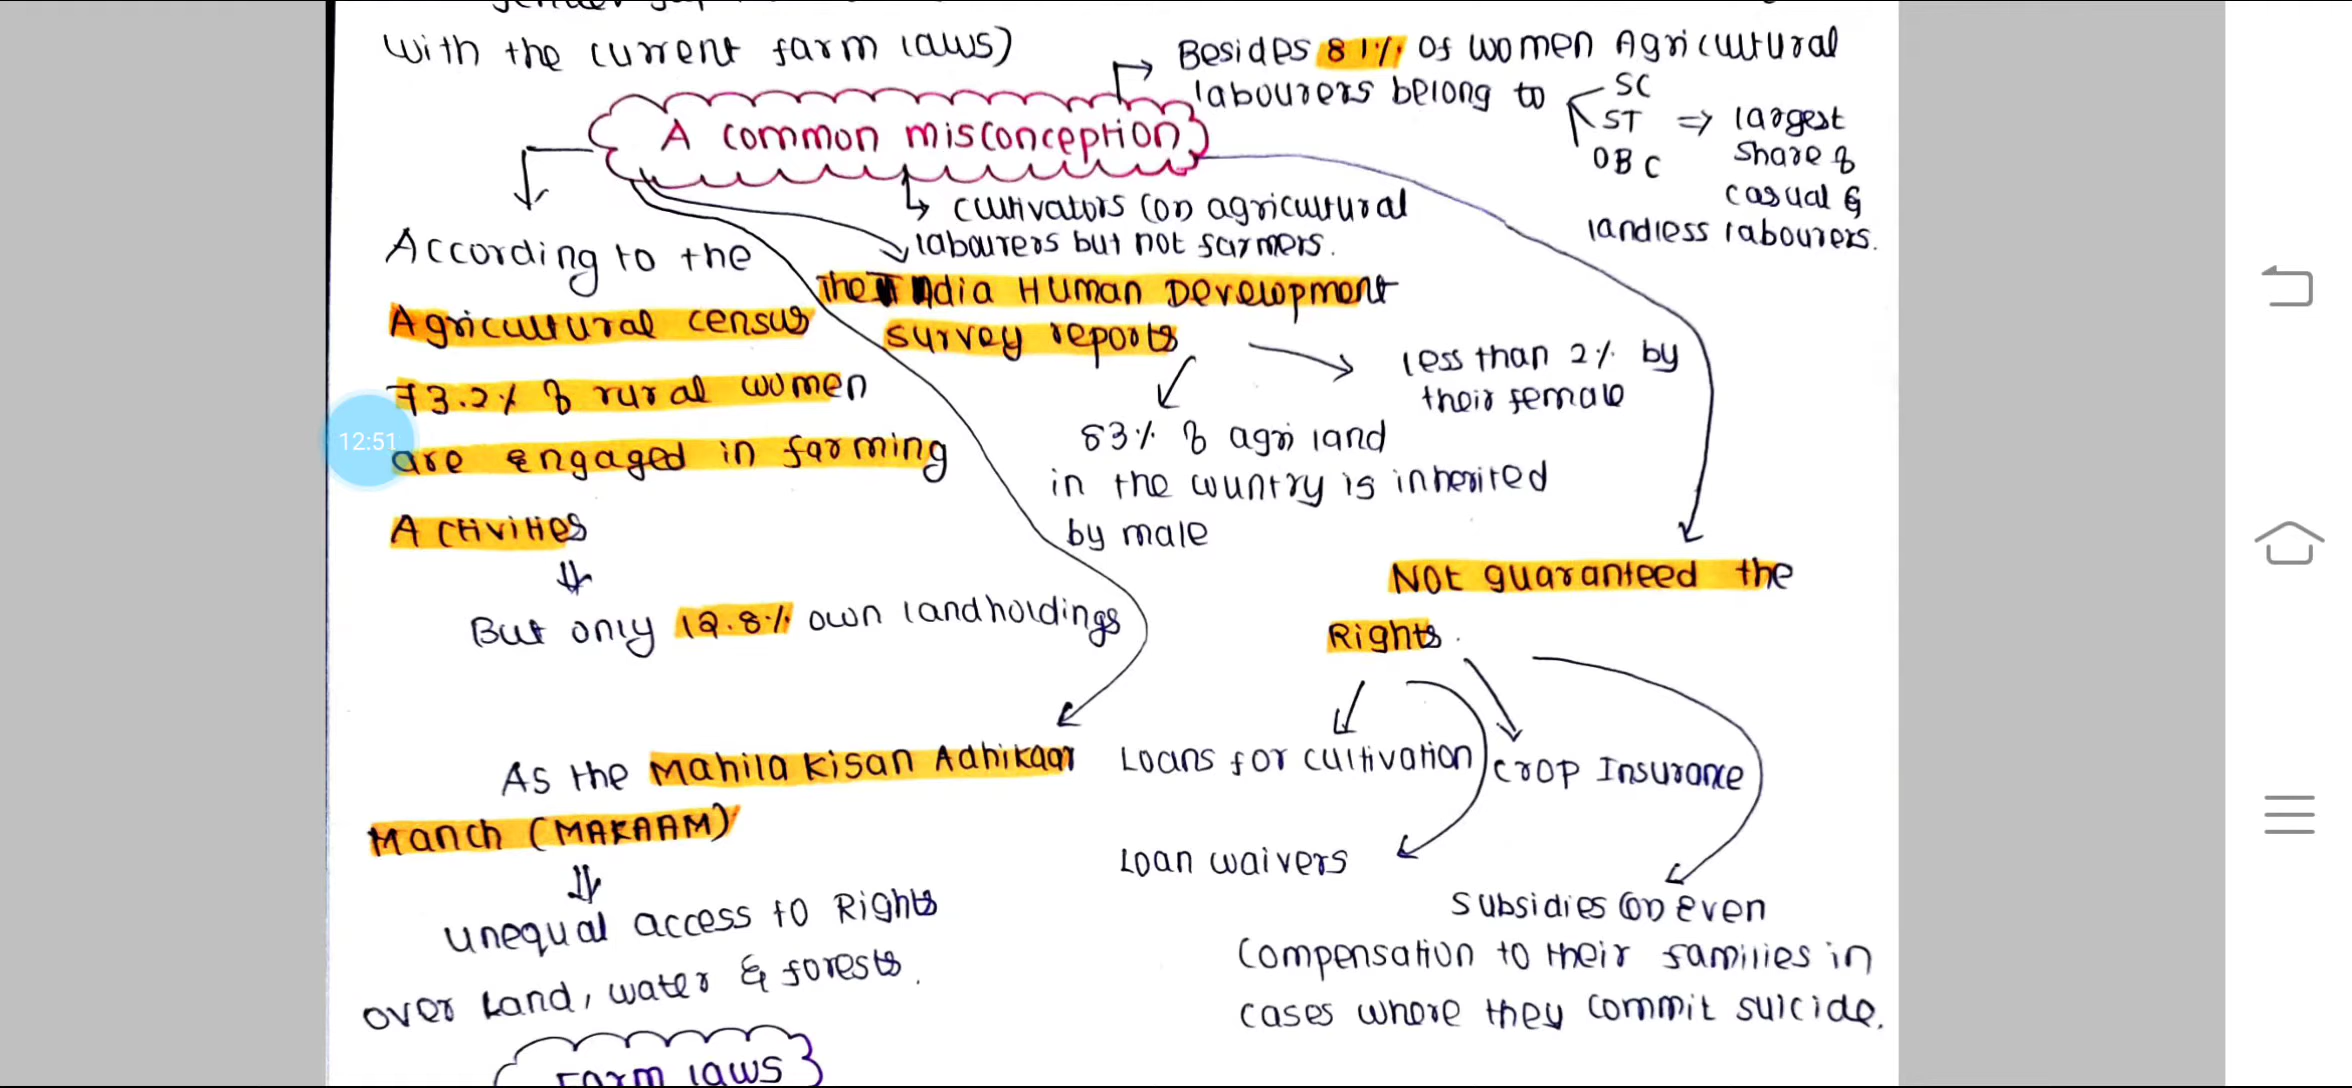 with the current farm laws)
Besides 81% of women Agricultural
labourers belong to
SC
ST => largest
OBC share of
casual &
landless labourers.
A common misconception
cultivators (or) agricultural
labourers but not farmers.
According to the
Agricultural census
73.2% of rural women
are engaged in farming
Activities
But only 12.8% own landholdings
The India Human Development
survey reports
less than 2% by
their female
83% of agri land
in the country is inherited
by male
12:51
Not guaranteed the
Rights.
Loans for cultivation
crop Insurance
Loan waivers
Subsidies (or) even
compensation to their families in
cases where they commit suicide.
As the Mahila Kisan Adhikaar
Manch (MAKAAM)
unequal access to Rights
over Land, water & forests.
Farm laws